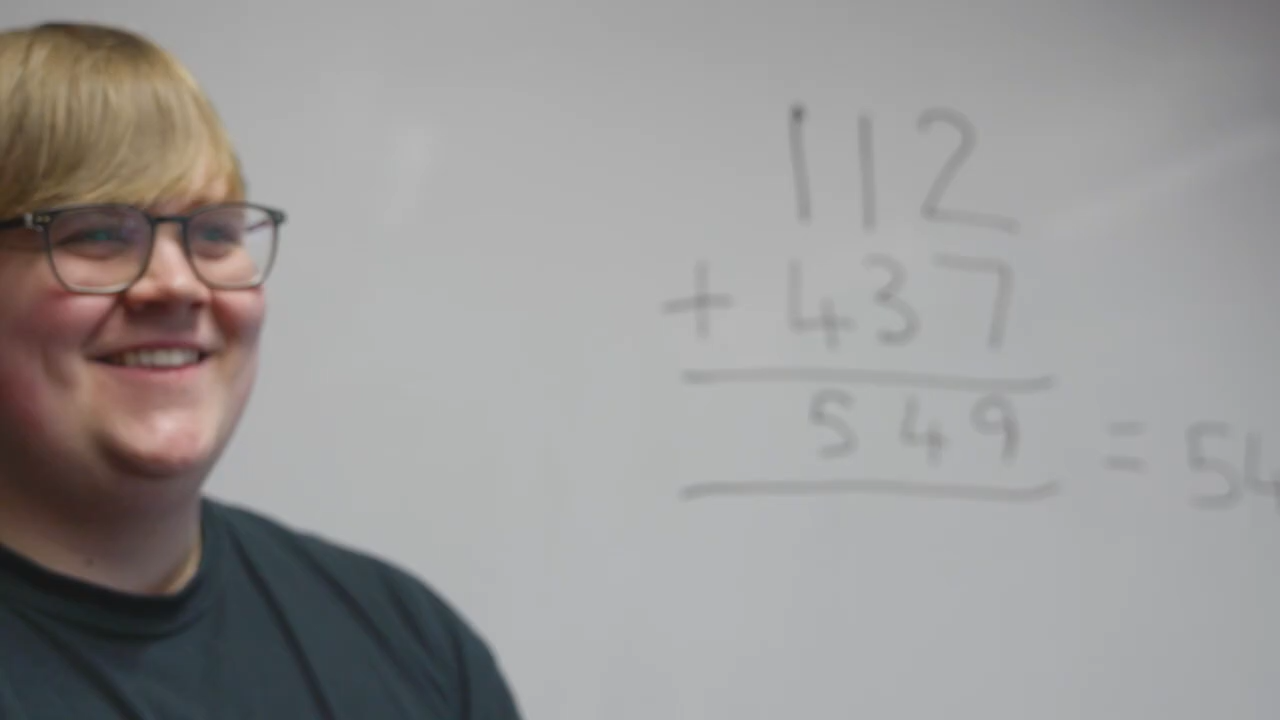 112
+ 437
549 = 54